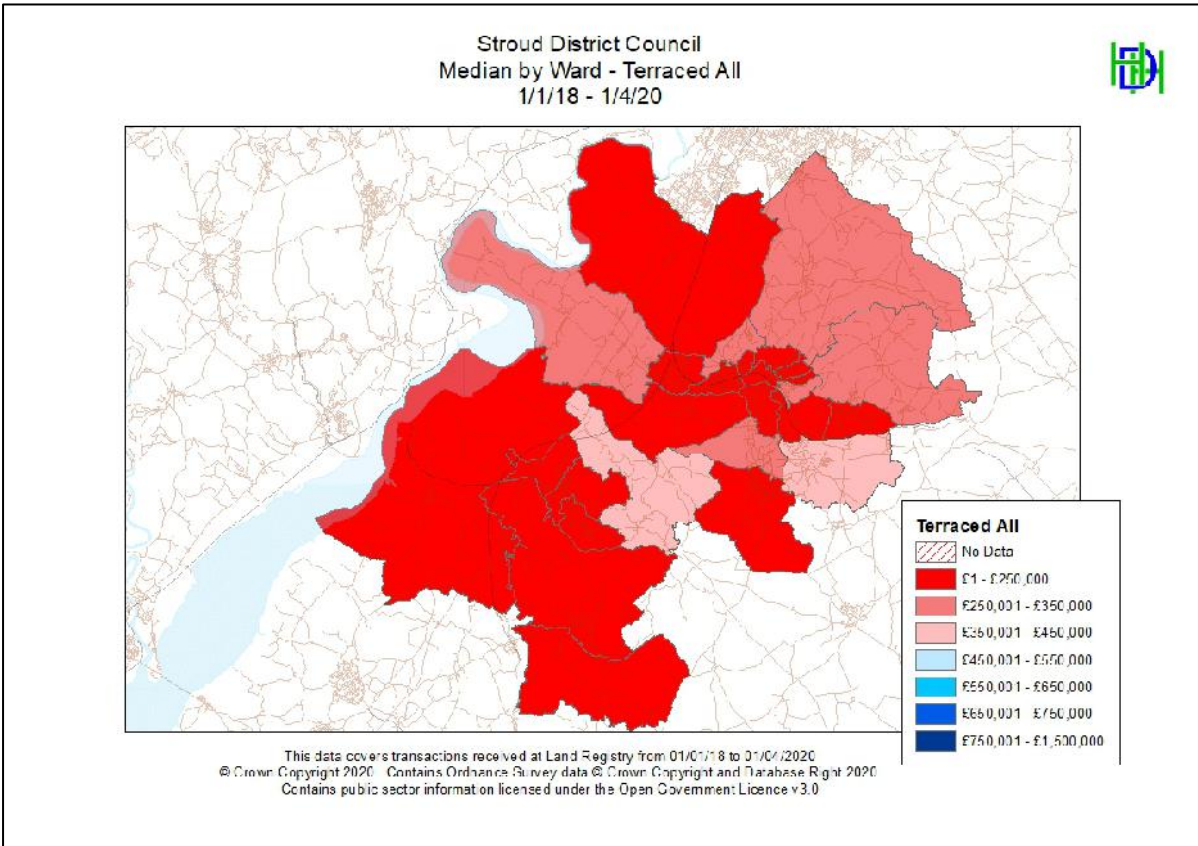 Stroud District Council
Median by Ward - Terraced All
1/1/18 - 1/4/20
Terraced All
No Data
£1 - £250,000
£250,001 - £350,000
£350,001 - £450,000
£450,001 - £550,000
£550,001 - £650,000
£650,001 - £750,000
£750,001 - £1,500,000
This data covers transactions received at Land Registry from 01/01/18 to 01/04/2020
© Crown Copyright 2020 Contains Ordnance Survey data © Crown Copyright and Database Right 2020
Contains public sector information licensed under the Open Government Licence v3.0